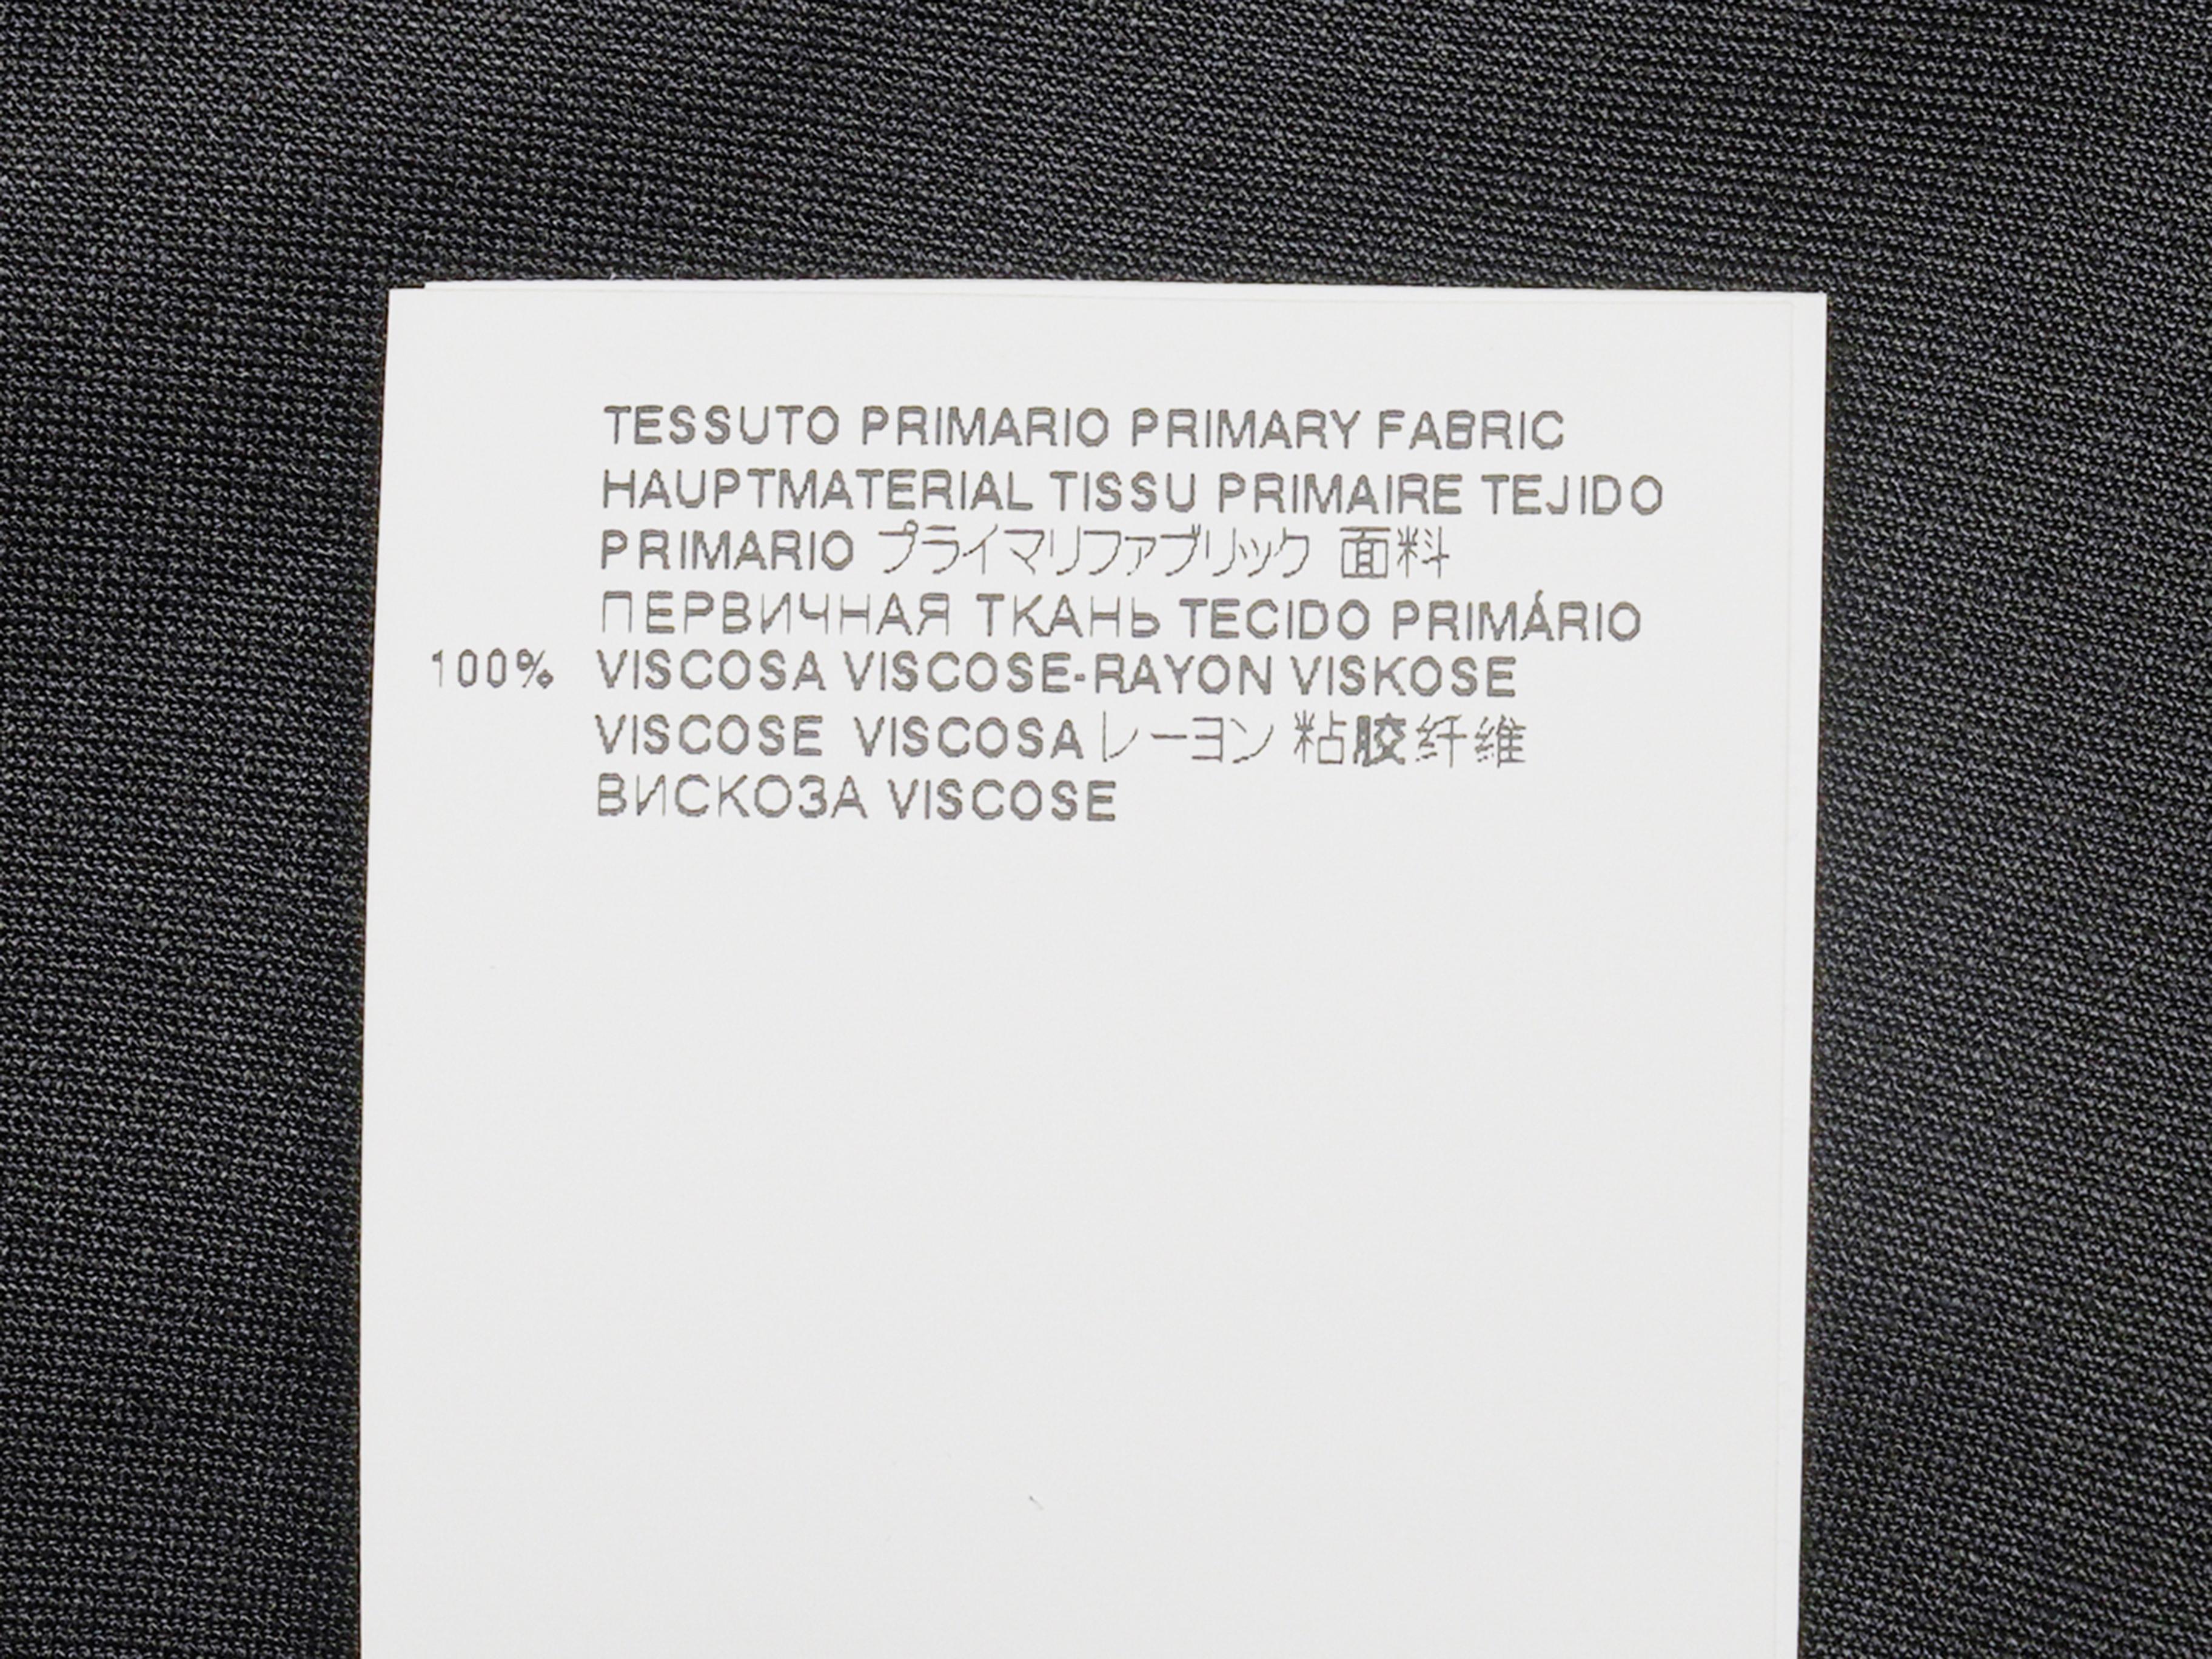 TESSUTO PRIMARIO PRIMARY FABRIC
HAUPTMATERIAL TISSU PRIMAIRE TEJIDO
PRIMARIO プライマリファブリック 面料
ПЕРВИЧНАЯ ТКАНЬ TECIDO PRIMÁRIO
100% VISCOSA VISCOSE-RAYON VISKOSE
VISCOSE VISCOSA レーヨン 粘胶纤维
ВИСКОЗА VISCOSE